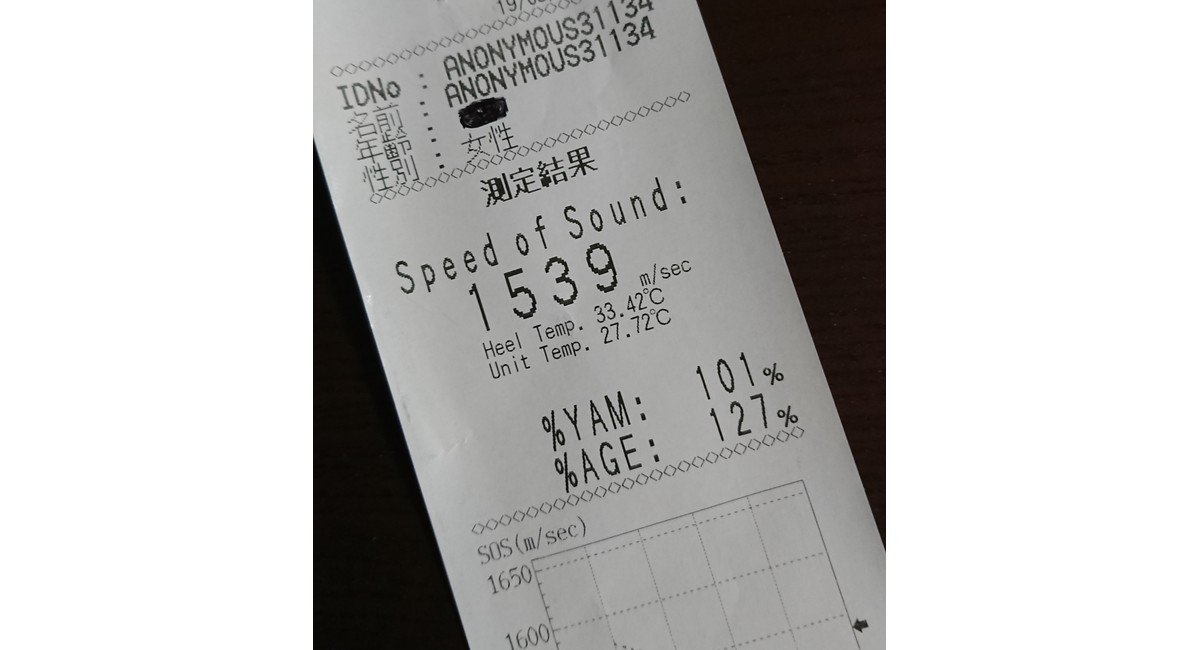 IDNo : ANONYMOUS31134
名前 : ANONYMOUS31134
年齢 :
性別 : 女性
測定結果
Speed of Sound:
1539 m/sec
Heel Temp. 33.42℃
Unit Temp. 27.72℃
%YAM: 101%
%AGE: 127%
SOS(m/sec)
1650
1600